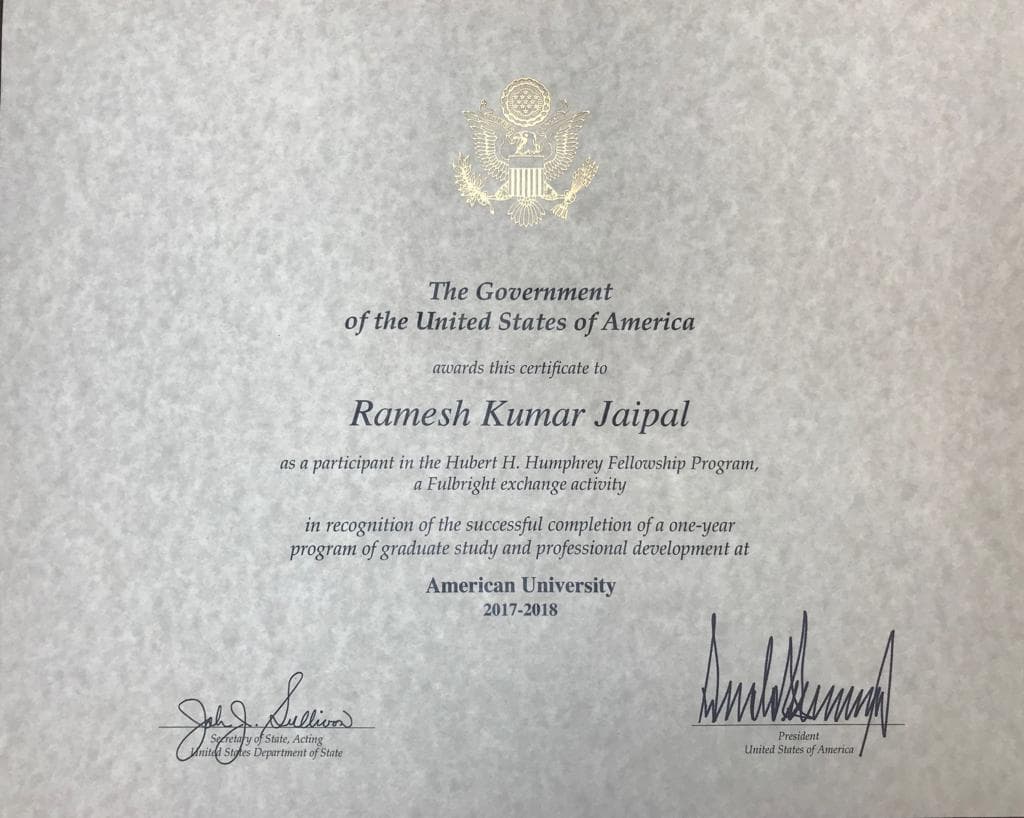 The Government
of the United States of America
awards this certificate to
Ramesh Kumar Jaipal
as a participant in the Hubert H. Humphrey Fellowship Program,
a Fulbright exchange activity
in recognition of the successful completion of a one-year
program of graduate study and professional development at
American University
2017-2018
John J. Sullivan
Secretary of State, Acting
United States Department of State
President
United States of America